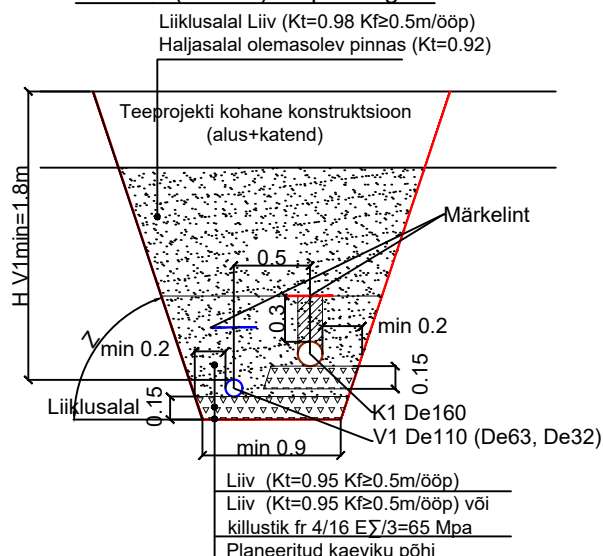 Liiklusalal Liiv (Kt=0.98 Kf≥0.5m/ööp)
Haljasalal olemasolev pinnas (Kt=0.92)
Teeprojekti kohane konstruktsioon
(alus+katend)
H V1min=1.8m
Märkelint
0.5
0.3
min 0.2
Z
min 0.2
0.15
Liiklusalal
0.15
K1 De160
V1 De110 (De63, De32)
min 0.9
Liiv (Kt=0.95 Kf≥0.5m/ööp)
Liiv (Kt=0.95 Kf≥0.5m/ööp) või
killustik fr 4/16 E∑/3=65 Mpa
Planeeritud kaeviku põhi